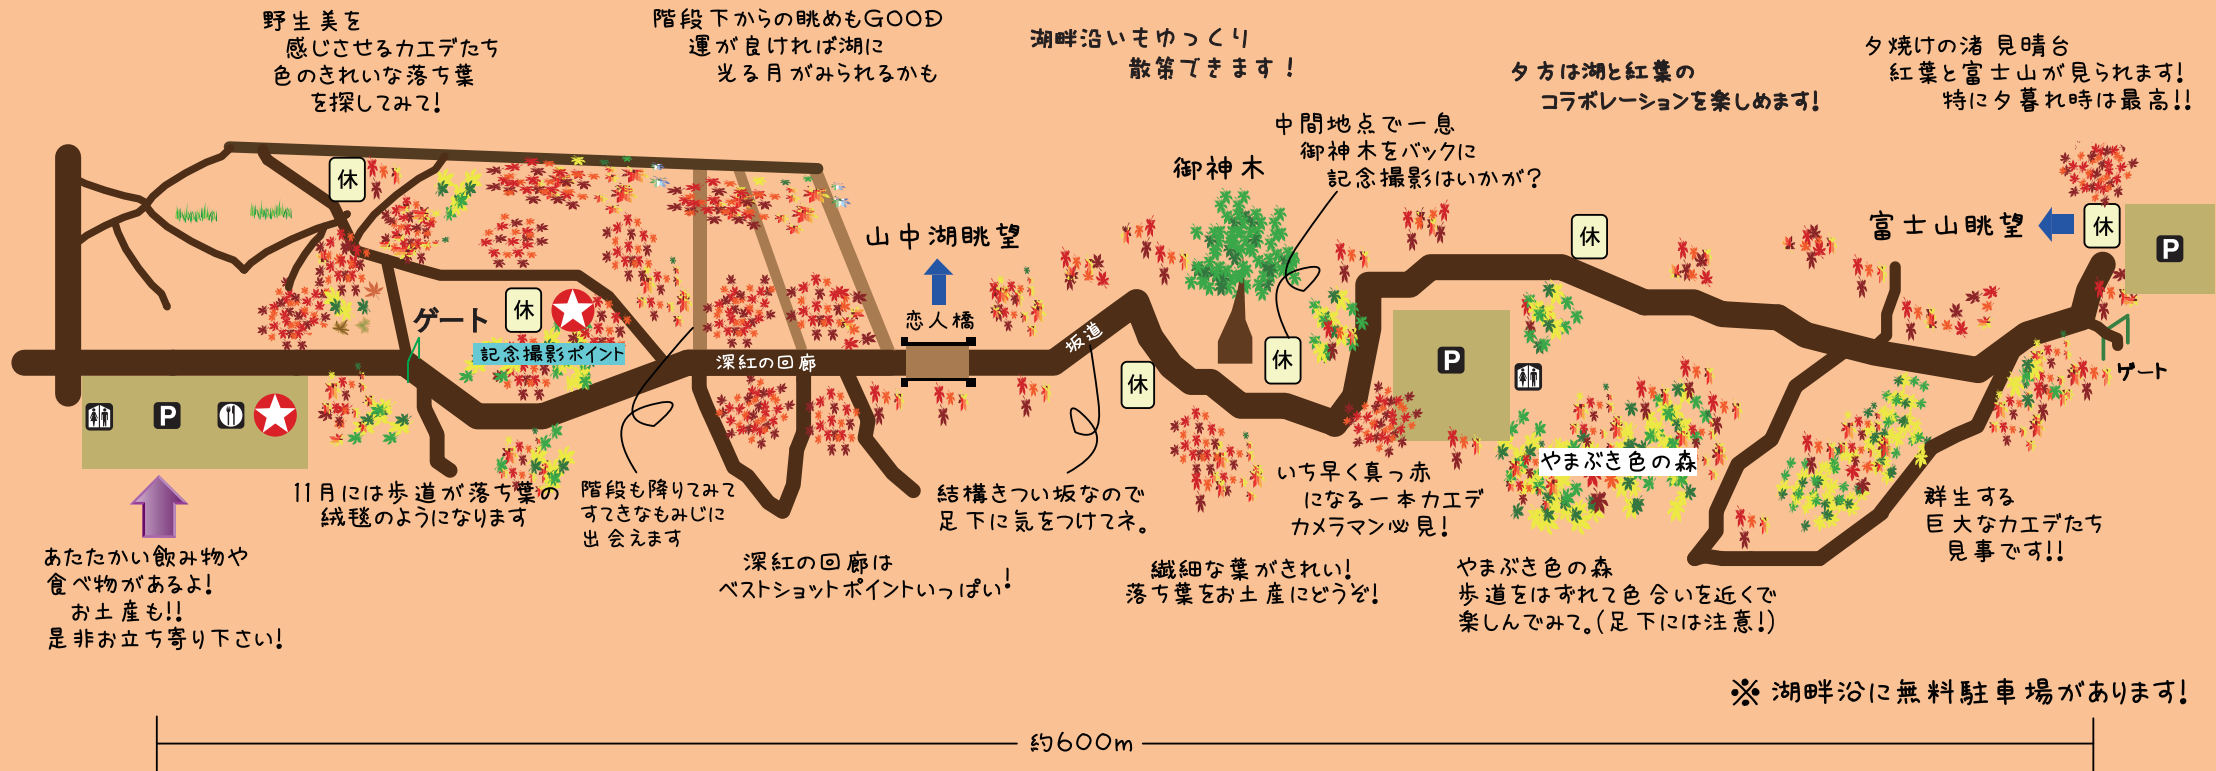 野生美を
感じさせるカエデたち
色のきれいな落ち葉
を探してみて!
階段下からの眺めもGOOD
運が良ければ湖に
光る月がみられるかも
湖畔沿いもゆっくり
散策できます!
夕方は湖と紅葉の
コラボレーションを楽しめます!
夕焼けの渚 見晴台
紅葉と富士山が見られます!
特に夕暮れ時は最高!!
中間地点で一息
御神木をバックに
記念撮影はいかが?
御神木
休
山中湖眺望
休
富士山眺望
休
P
ゲート
休
恋人橋
記念撮影ポイント
深紅の回廊
坂道
休
休
P
ゲート
P
やまぶき色の森
11月には歩道が落ち葉の
絨毯のようになります
階段も降りてみて
すてきなもみじに
出会えます
結構きつい坂なので
足下に気をつけてネ。
いち早く真っ赤
になる一本カエデ
カメラマン必見!
群生する
巨大なカエデたち
見事です!!
あたたかい飲み物や
食べ物があるよ!
お土産も!!
是非お立ち寄り下さい!
深紅の回廊は
ベストショットポイントいっぱい!
繊細な葉がきれい!
落ち葉をお土産にどうぞ!
やまぶき色の森
歩道をはずれて色合いを近くで
楽しんでみて。(足下には注意!)
※ 湖畔沿に無料駐車場があります!
約600m